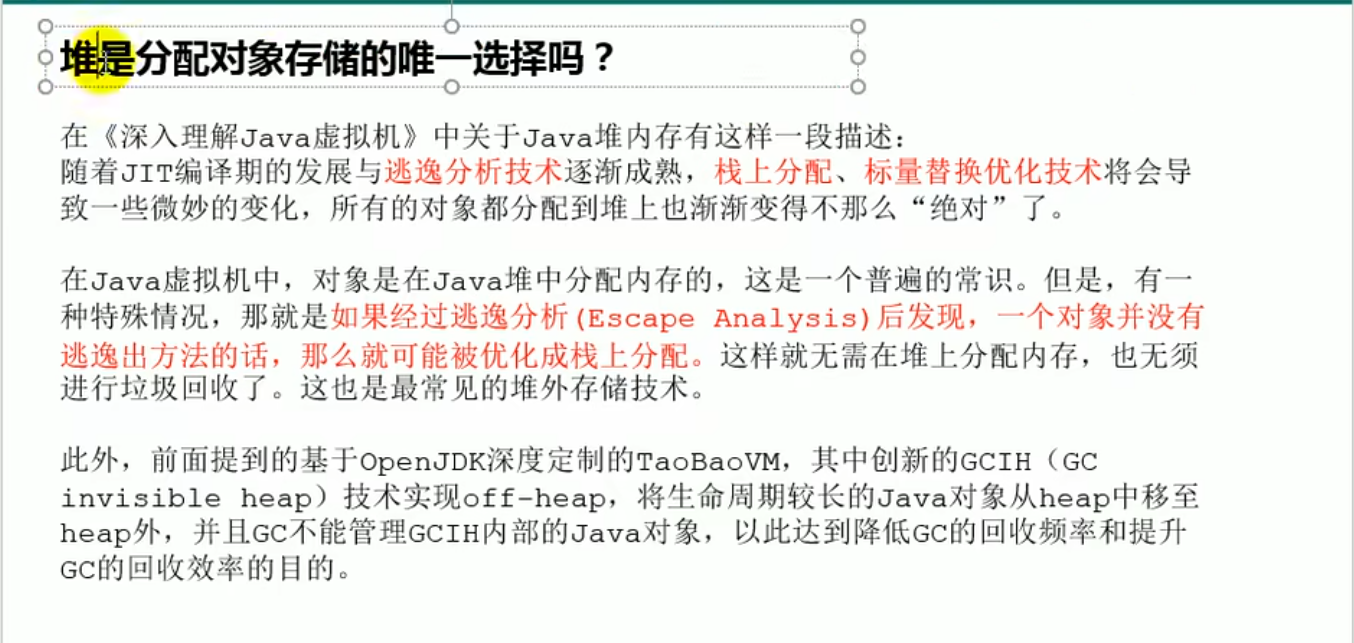 堆是分配对象存储的唯一选择吗？
在《深入理解Java虚拟机》中关于Java堆内存有这样一段描述：
随着JIT编译期的发展与逃逸分析技术逐渐成熟，栈上分配、标量替换优化技术将会导
致一些微妙的变化，所有的对象都分配到堆上也渐渐变得不那么“绝对”了。
在Java虚拟机中，对象是在Java堆中分配内存的，这是一个普遍的常识。但是，有一
种特殊情况，那就是如果经过逃逸分析(Escape Analysis)后发现，一个对象并没有
逃逸出方法的话，那么就可能被优化成栈上分配。这样就无需在堆上分配内存，也无须
进行垃圾回收了。这也是最常见的堆外存储技术。
此外，前面提到的基于OpenJDK深度定制的TaoBaoVM，其中创新的GCIH（GC
invisible heap）技术实现off-heap，将生命周期较长的Java对象从heap中移至
heap外，并且GC不能管理GCIH内部的Java对象，以此达到降低GC的回收频率和提升
GC的回收效率的目的。